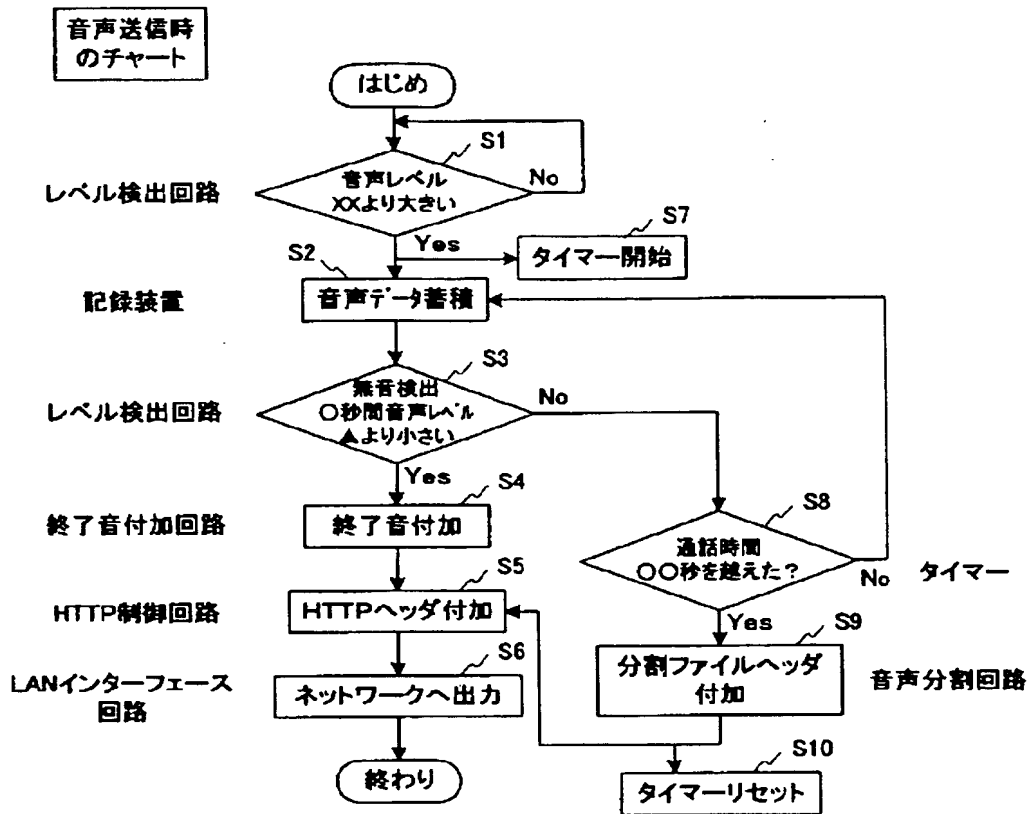 音声送信時
のチャート
はじめ
S1
レベル検出回路
音声レベル
XXより大きい
No
Yes
S7
タイマー開始
S2
記録装置
音声データ蓄積
S3
レベル検出回路
無音検出
○秒間音声レベル
▲より小さい
No
Yes
S4
終了音付加回路
終了音付加
S8
通話時間
○○秒を越えた?
No
タイマー
Yes
S5
HTTP制御回路
HTTPヘッダ付加
S9
分割ファイルヘッダ
付加
音声分割回路
S6
LANインターフェース
回路
ネットワークへ出力
S10
タイマーリセット
終わり